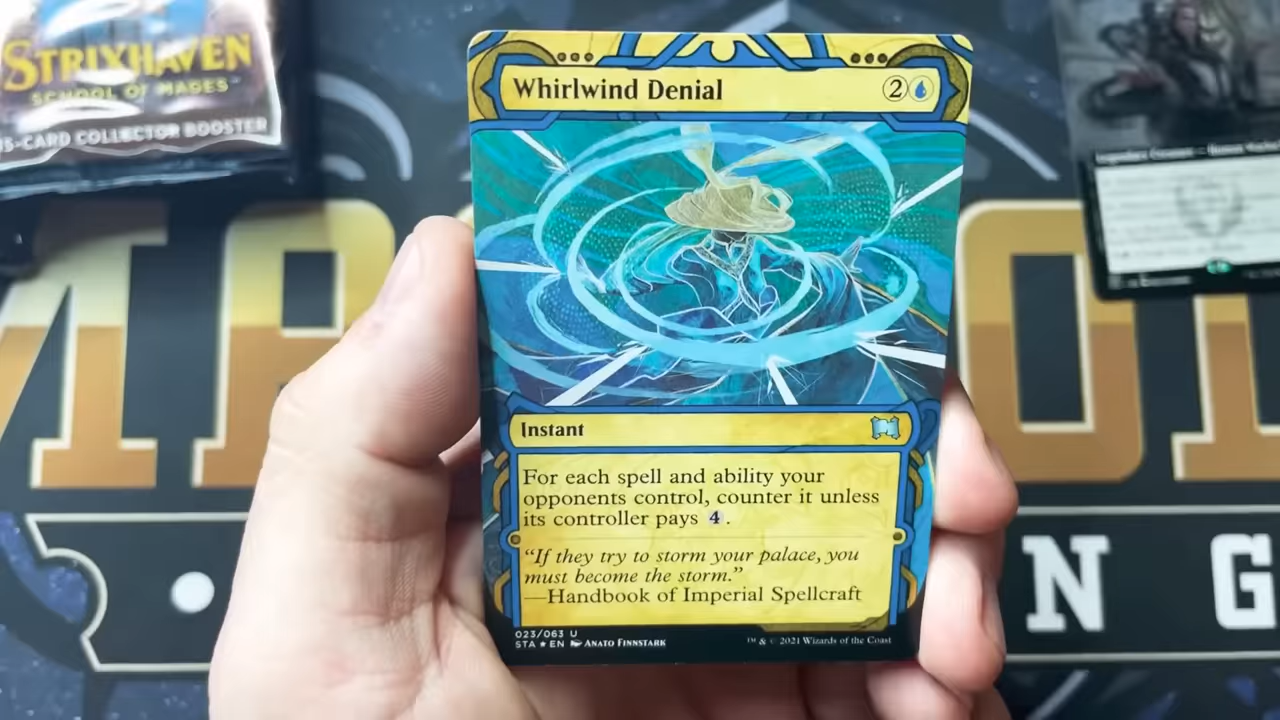 STRIXHAVEN
SCHOOL OF MAGES
15-CARD COLLECTOR BOOSTER
Whirlwind Denial
2
Instant
For each spell and ability your
opponents control, counter it unless
its controller pays 4.
“If they try to storm your palace, you
must become the storm.”
—Handbook of Imperial Spellcraft
023/063 U
STA ★ EN ANATO FINNSTARK
™ & © 2021 Wizards of the Coast
N G